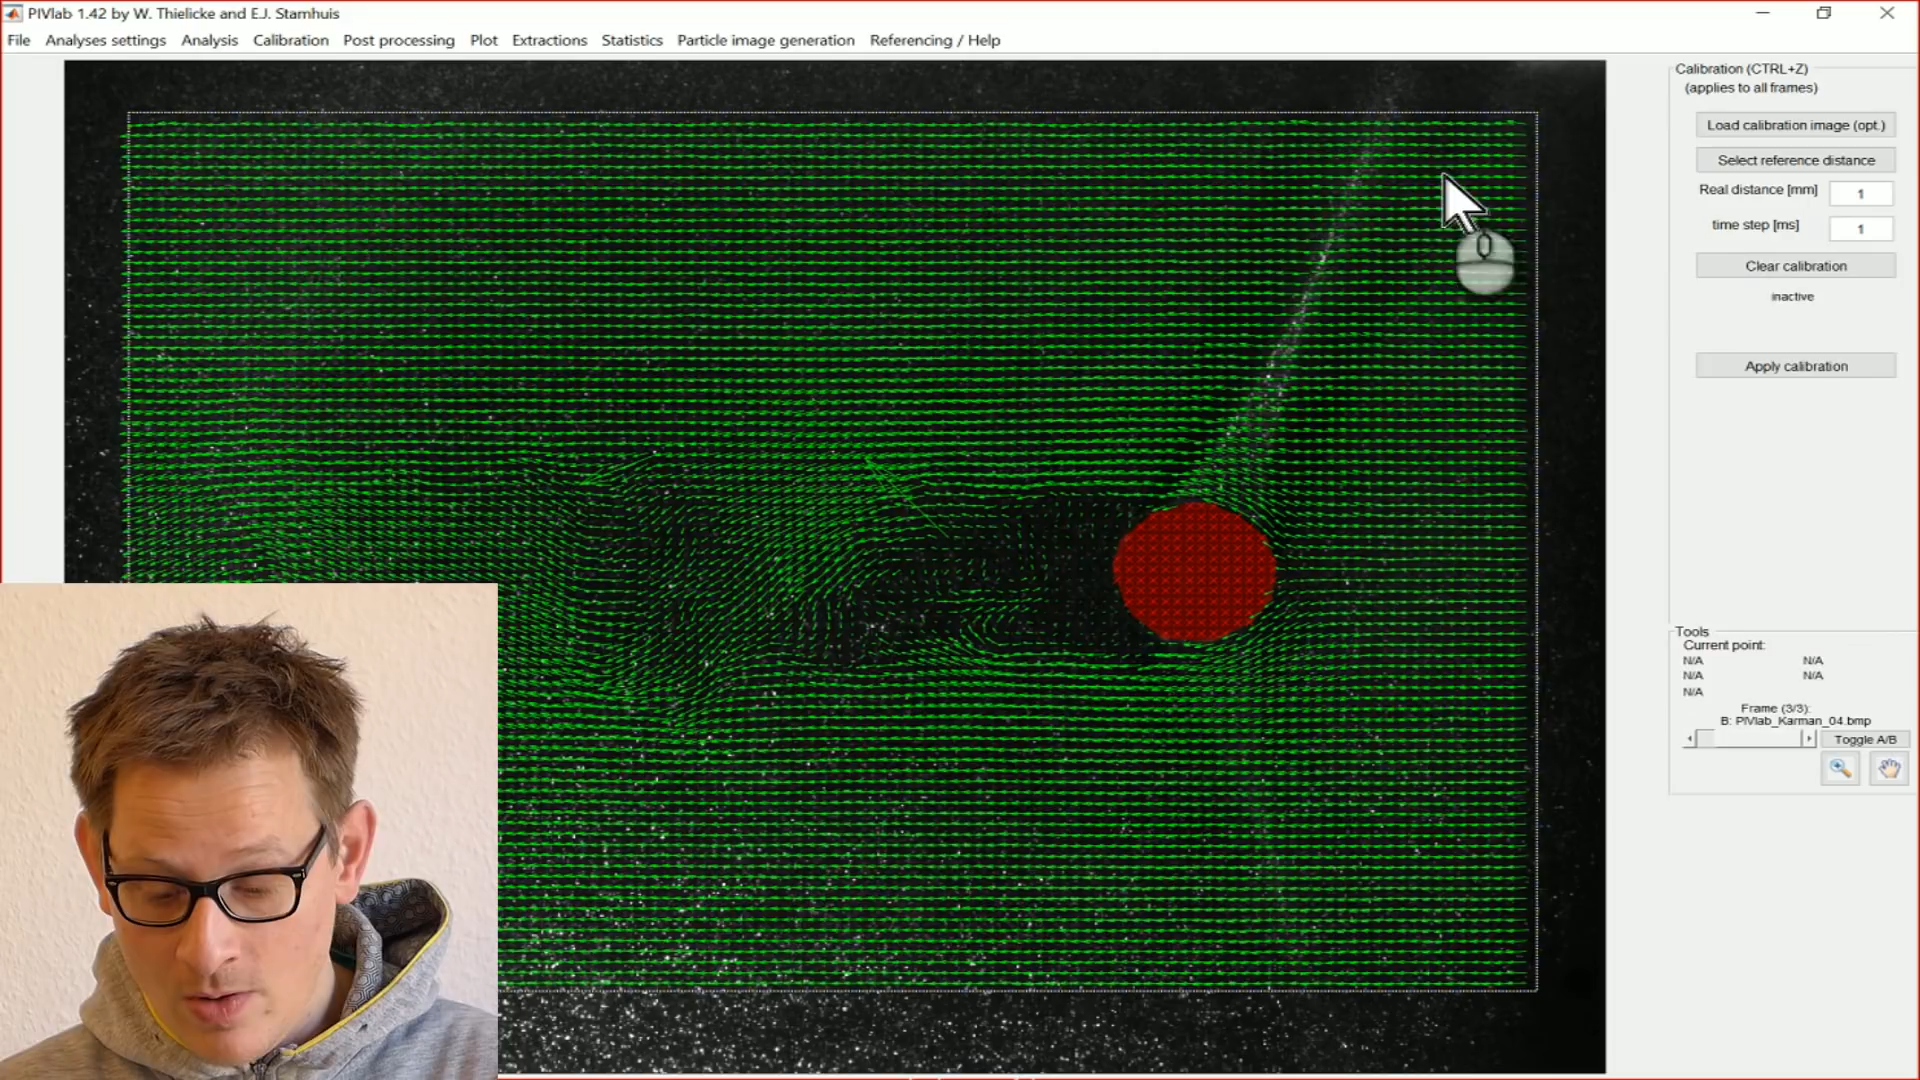 PIVlab 1.42 by W. Thielicke and E.J. Stamhuis
File Analyses settings Analysis Calibration Post processing Plot Extractions Statistics Particle image generation Referencing / Help
Calibration (CTRL+Z)
(applies to all frames)
Load calibration image (opt.)
Select reference distance
Real distance [mm] 1
time step [ms] 1
Clear calibration
inactive
Apply calibration
Tools
Current point:
N/A N/A
N/A N/A
N/A
Frame (3/3):
B: PIVlab_Karman_04.bmp
Toggle A/B